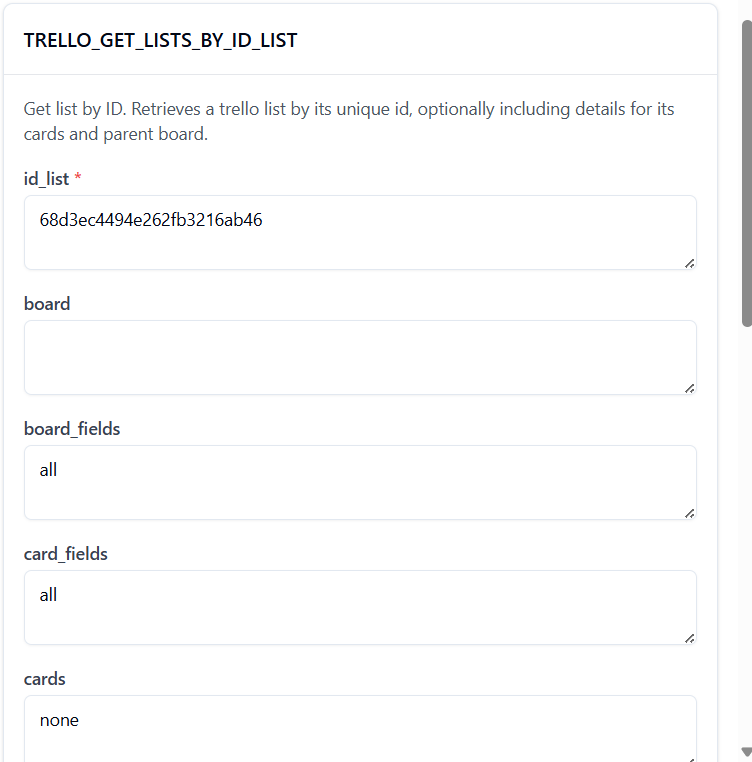 TRELLO_GET_LISTS_BY_ID_LIST
Get list by ID. Retrieves a trello list by its unique id, optionally including details for its
cards and parent board.
id_list *
68d3ec4494e262fb3216ab46
board
board_fields
all
card_fields
all
cards
none